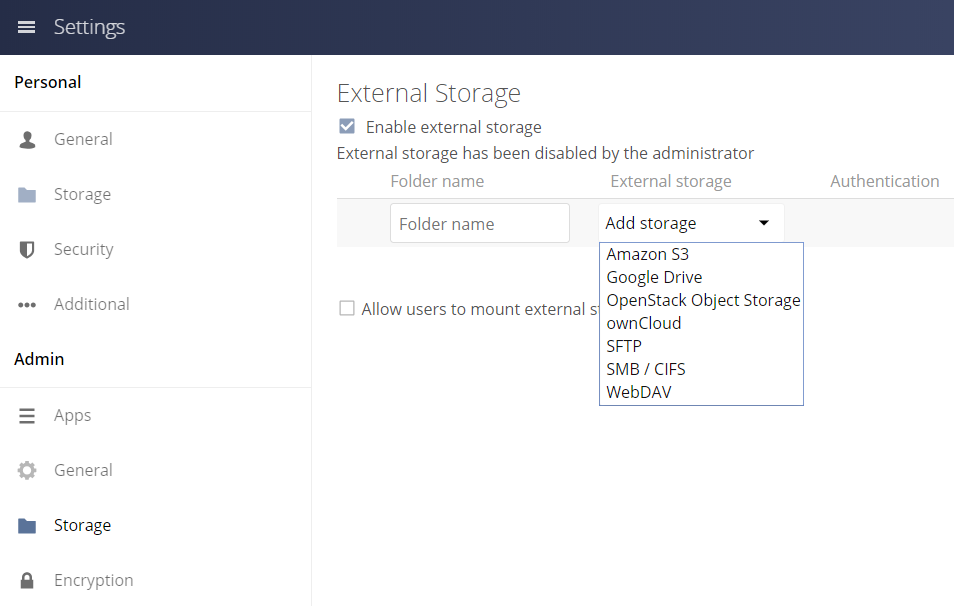 Settings
Personal
General
Storage
Security
Additional
Admin
Apps
General
Storage
Encryption
External Storage
Enable external storage
External storage has been disabled by the administrator
Folder name External storage Authentication
Folder name Add storage
Amazon S3
Google Drive
OpenStack Object Storage
ownCloud
SFTP
SMB / CIFS
WebDAV
Allow users to mount external